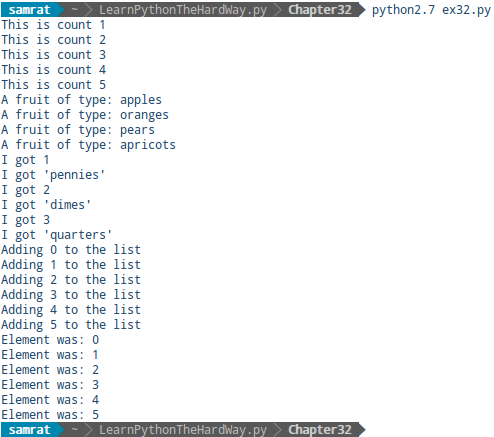 samrat ~ LearnPythonTheHardWay.py Chapter32 python2.7 ex32.py
This is count 1
This is count 2
This is count 3
This is count 4
This is count 5
A fruit of type: apples
A fruit of type: oranges
A fruit of type: pears
A fruit of type: apricots
I got 1
I got 'pennies'
I got 2
I got 'dimes'
I got 3
I got 'quarters'
Adding 0 to the list
Adding 1 to the list
Adding 2 to the list
Adding 3 to the list
Adding 4 to the list
Adding 5 to the list
Element was: 0
Element was: 1
Element was: 2
Element was: 3
Element was: 4
Element was: 5
samrat ~ LearnPythonTheHardWay.py Chapter32